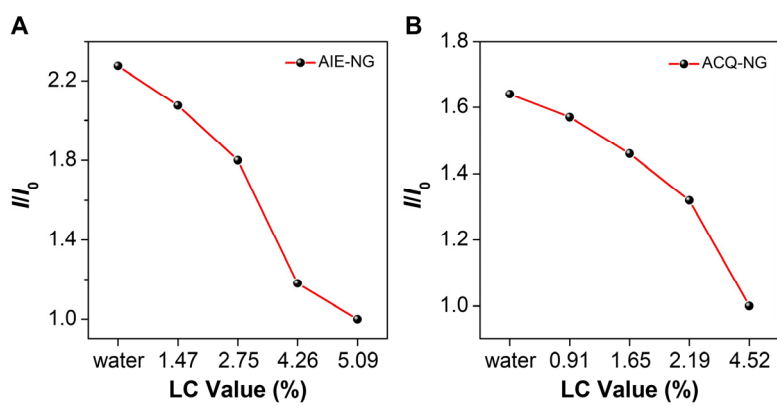 A
AIE-NG
I/I₀
2.2
1.8
1.4
1.0
water 1.47 2.75 4.26 5.09
LC Value (%)
B
ACQ-NG
I/I₀
1.8
1.6
1.4
1.2
1.0
water 0.91 1.65 2.19 4.52
LC Value (%)